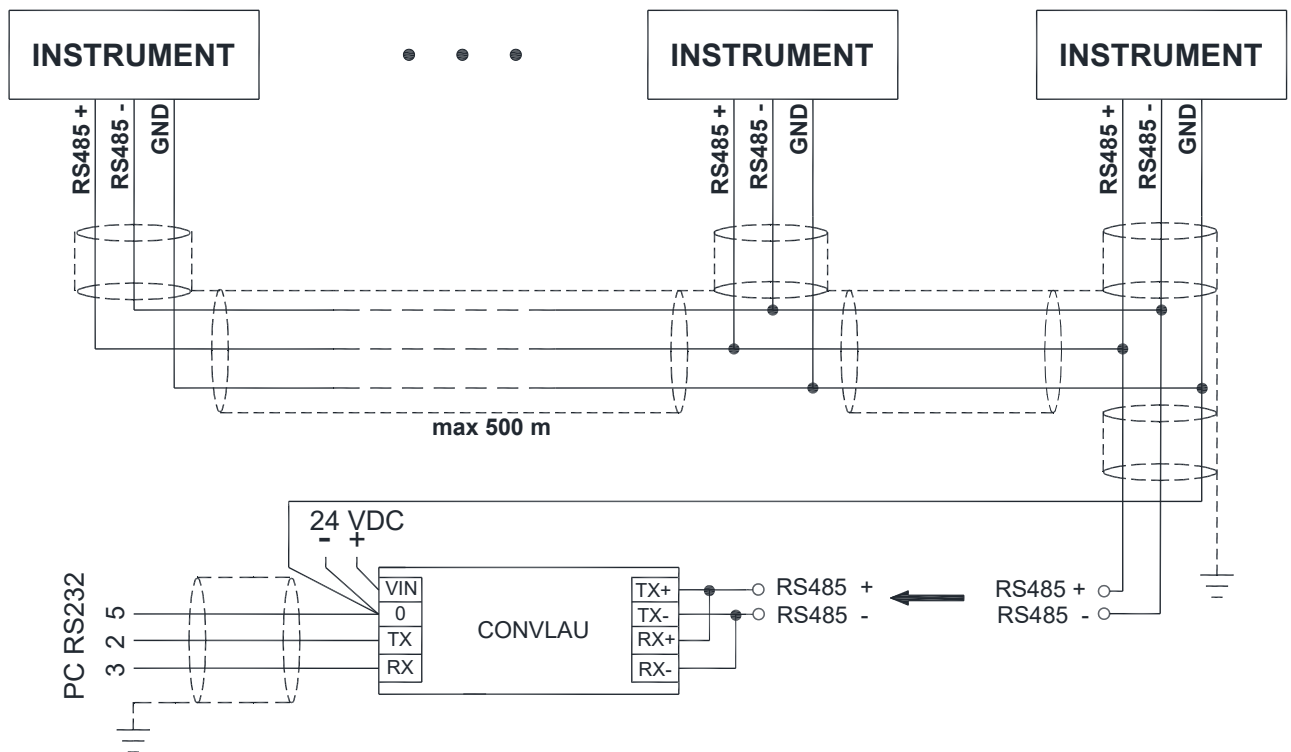 INSTRUMENT
INSTRUMENT
INSTRUMENT
RS485 +
RS485 -
GND
RS485 +
RS485 -
GND
RS485 +
RS485 -
GND
max 500 m
24 VDC
- +
PC RS232
5
2
3
VIN
0
TX
RX
CONVLAU
TX+
TX-
RX+
RX-
RS485 +
RS485 -
RS485 +
RS485 -